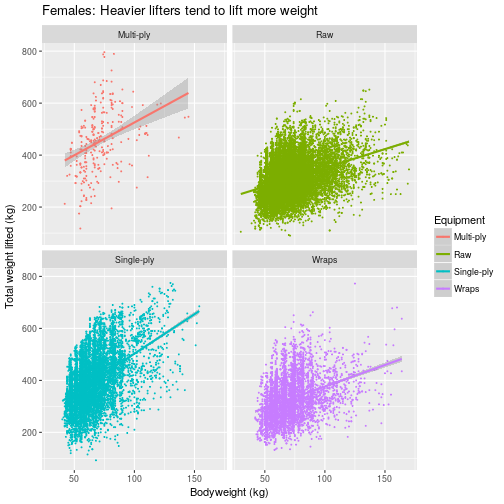 Females: Heavier lifters tend to lift more weight
Multi-ply
Raw
800
600
400
200
Single-ply
Wraps
800
600
400
200
50
100
150
50
100
150
Bodyweight (kg)
Total weight lifted (kg)
Equipment
Multi-ply
Raw
Single-ply
Wraps